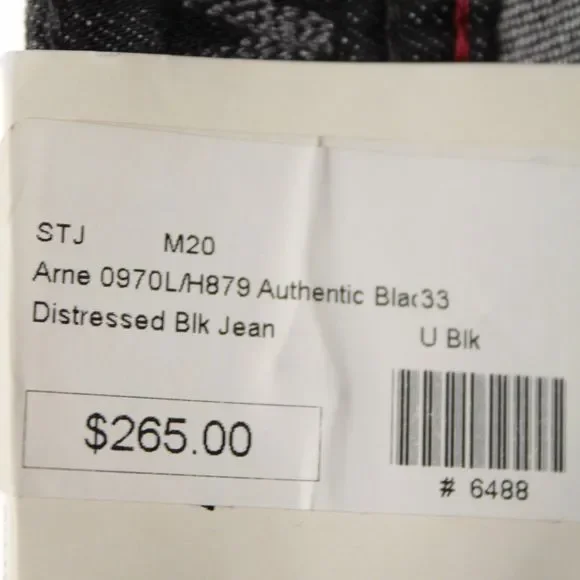 STJ M20
Arne 0970L/H879 Authentic Blac33
Distressed Blk Jean
U Blk
$265.00
# 6488